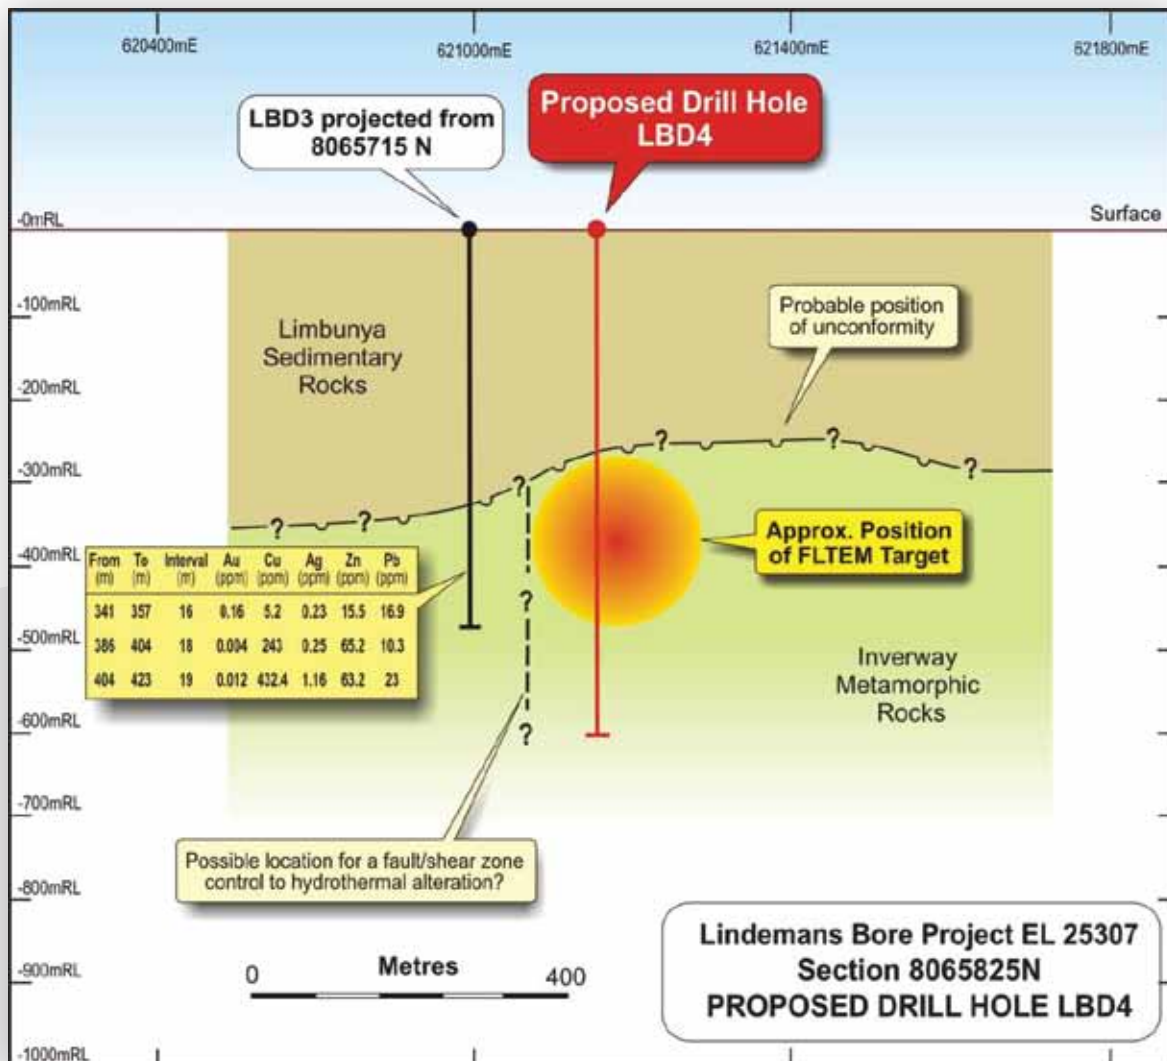 620400mE
621000mE
621400mE
621800mE
LBD3 projected from
8065715 N
Proposed Drill Hole
LBD4
-0mRL
Surface
-100mRL
-200mRL
-300mRL
-400mRL
-500mRL
-600mRL
-700mRL
-800mRL
-900mRL
-1000mRL
Limbunya
Sedimentary
Rocks
Probable position
of unconformity
? ? ? ? ? ?
?
?
Approx. Position
of FLTEM Target
From To Interval Au Cu Ag Zn Pb
(m) (m) (m) (ppm) (ppm) (ppm) (ppm) (ppm)
341 357 16 0.16 5.2 0.23 15.5 16.9
386 404 18 0.004 243 0.25 65.2 10.3
404 423 19 0.012 432.4 1.16 63.2 23
Inverway
Metamorphic
Rocks
Possible location for a fault/shear zone
control to hydrothermal alteration?
0 Metres 400
Lindemans Bore Project EL 25307
Section 8065825N
PROPOSED DRILL HOLE LBD4